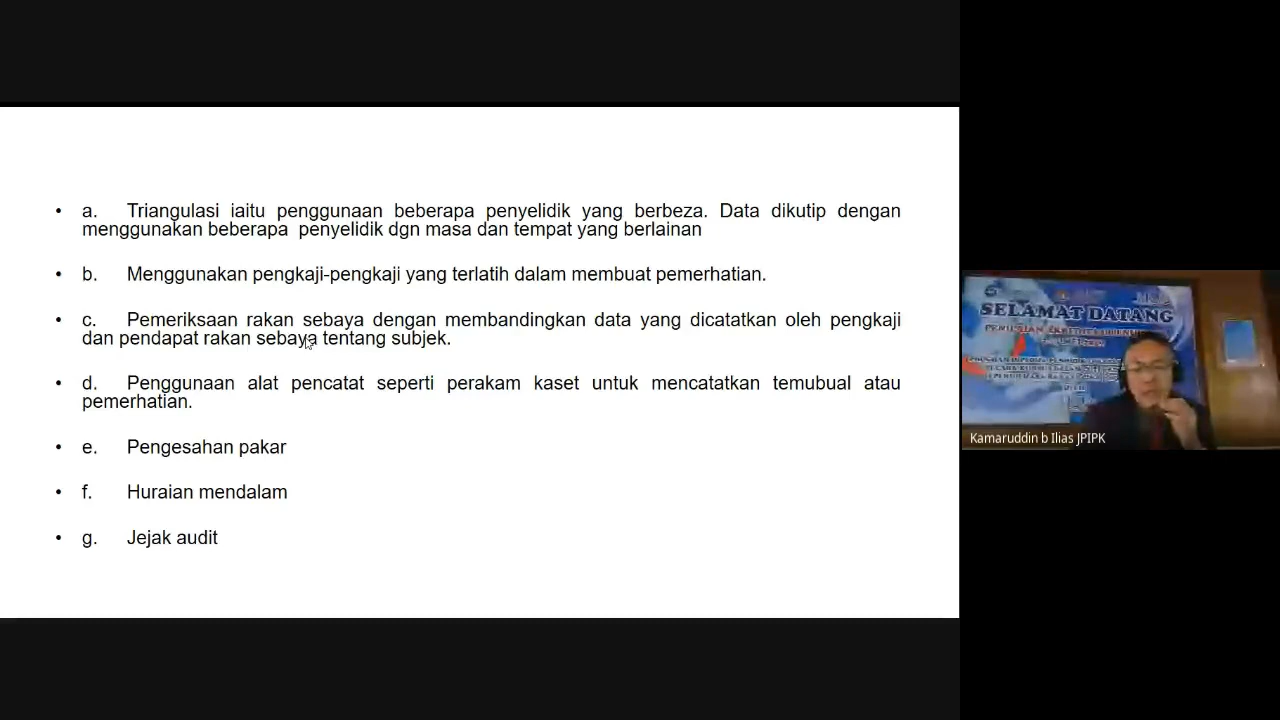 • a. Triangulasi iaitu penggunaan beberapa penyelidik yang berbeza. Data dikutip dengan
menggunakan beberapa penyelidik dgn masa dan tempat yang berlainan
• b. Menggunakan pengkaji-pengkaji yang terlatih dalam membuat pemerhatian.
• c. Pemeriksaan rakan sebaya dengan membandingkan data yang dicatatkan oleh pengkaji
dan pendapat rakan sebaya tentang subjek.
• d. Penggunaan alat pencatat seperti perakam kaset untuk mencatatkan temubual atau
pemerhatian.
• e. Pengesahan pakar
• f. Huraian mendalam
• g. Jejak audit
SELAMAT DATANG
Kamaruddin b Ilias JPIPK